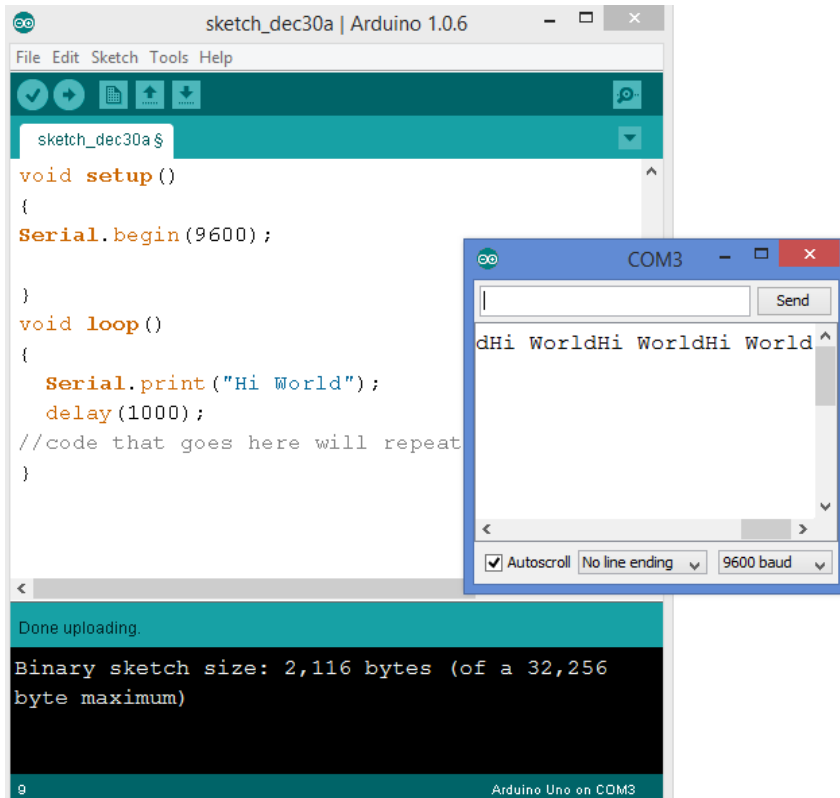 sketch_dec30a | Arduino 1.0.6
File Edit Sketch Tools Help
sketch_dec30a §
void setup()
{
Serial.begin(9600);
}
void loop()
{
Serial.print("Hi World");
delay(1000);
//code that goes here will repeat
}
COM3
Send
dHi WorldHi WorldHi World
Autoscroll
No line ending
9600 baud
Done uploading.
Binary sketch size: 2,116 bytes (of a 32,256
byte maximum)
9
Arduino Uno on COM3